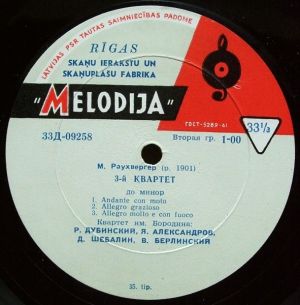 LATVIJAS PSR TAUTAS SAIMNIECĪBAS PADOME
RĪGAS
SKAŅU IERAKSTU UN
SKAŅUPLAŠU FABRIKA
"MELODIJA"
ГОСТ-5289-61
33⅓
33Д-09258
Вторая гр. 1-00
М. Раухвергер (р. 1901)
3-й КВАРТЕТ
до минор
1. Andante con moto
2. Allegro grazioso
3. Allegro molto e con fuoco
Квартет им. Бородина:
Р. ДУБИНСКИЙ, Я. АЛЕКСАНДРОВ,
Д. ШЕБАЛИН, В. БЕРЛИНСКИЙ
35. tip.